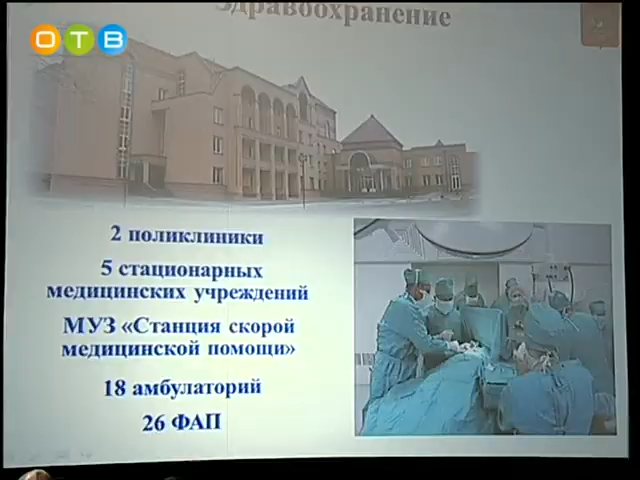 Здравоохранение
ОТВ
2 поликлиники
5 стационарных
медицинских учреждений
МУЗ «Станция скорой
медицинской помощи»
18 амбулаторий
26 ФАП